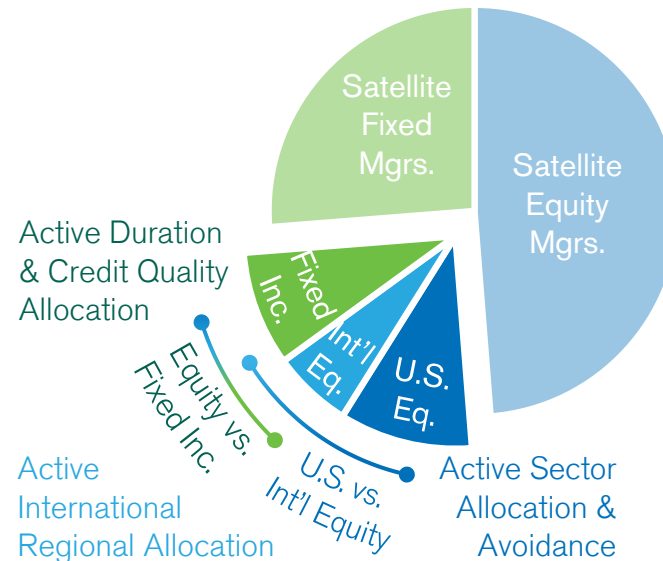 Satellite
Fixed
Mgrs.
Satellite
Equity
Mgrs.
Active Duration
& Credit Quality
Allocation
Fixed
Inc.
Int'l
Eq.
U.S.
Eq.
Equity vs.
Fixed Inc.
U.S. vs.
Int'l Equity
Active
International
Regional Allocation
Active Sector
Allocation &
Avoidance